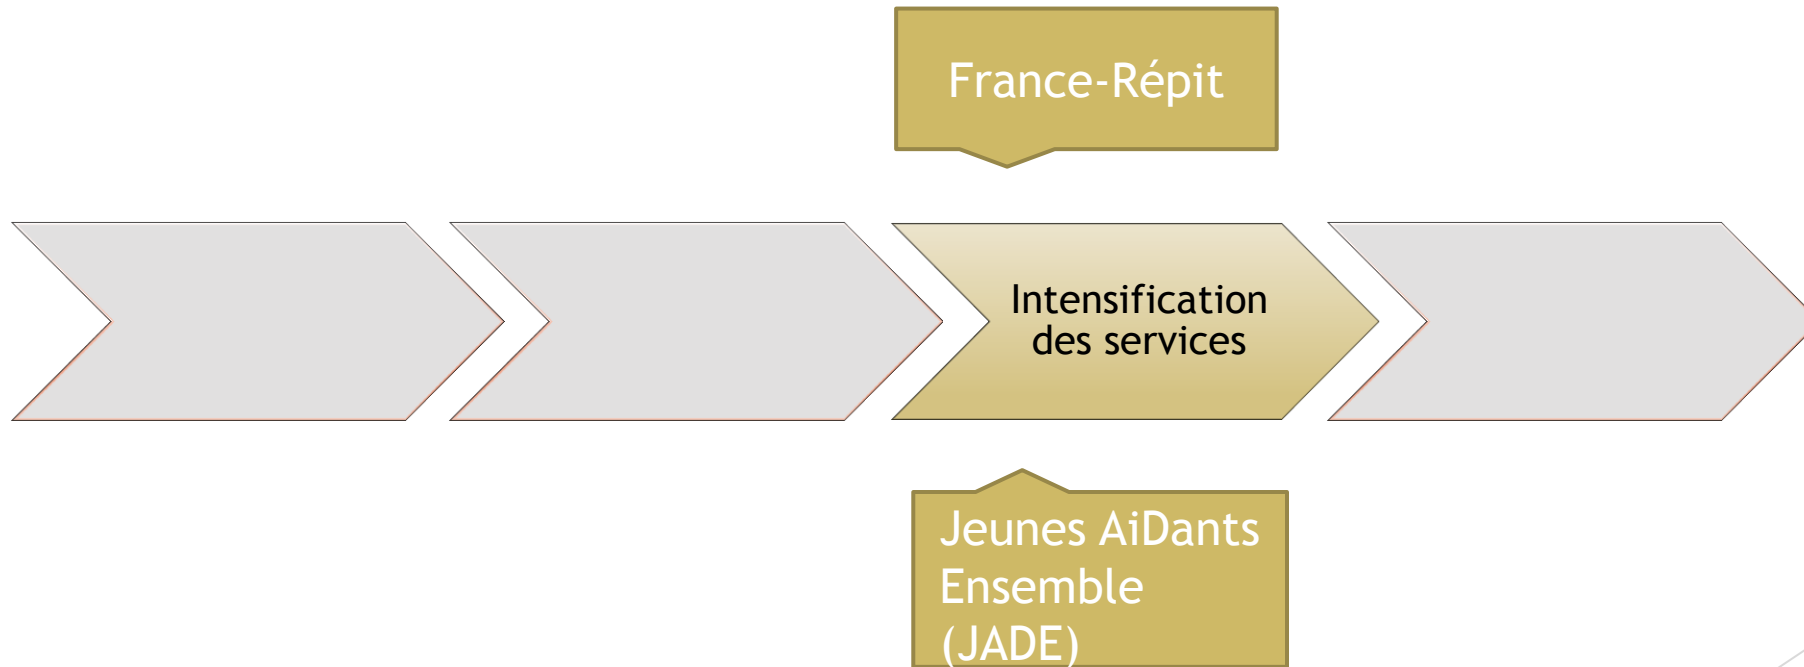 France-Répit
Intensification
des services
Jeunes AiDants
Ensemble
(JADE)